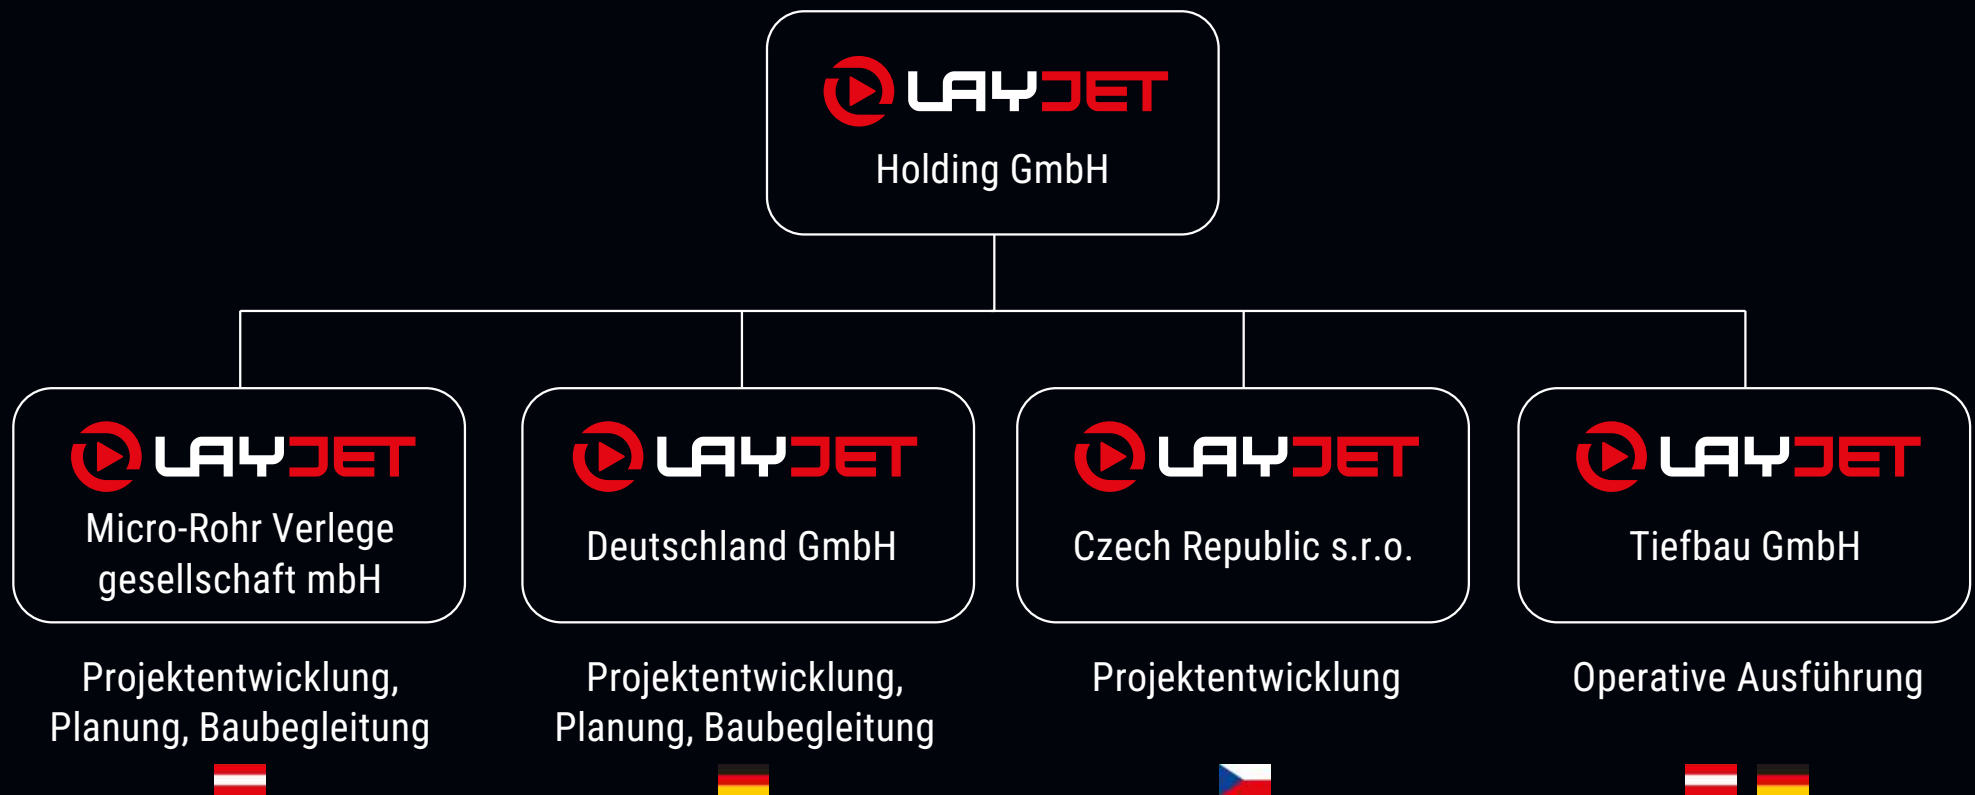 LAYJET
Holding GmbH
LAYJET
Micro-Rohr Verlege
gesellschaft mbH
LAYJET
Deutschland GmbH
LAYJET
Czech Republic s.r.o.
LAYJET
Tiefbau GmbH
Projektentwicklung,
Planung, Baubegleitung
Projektentwicklung,
Planung, Baubegleitung
Projektentwicklung
Operative Ausführung